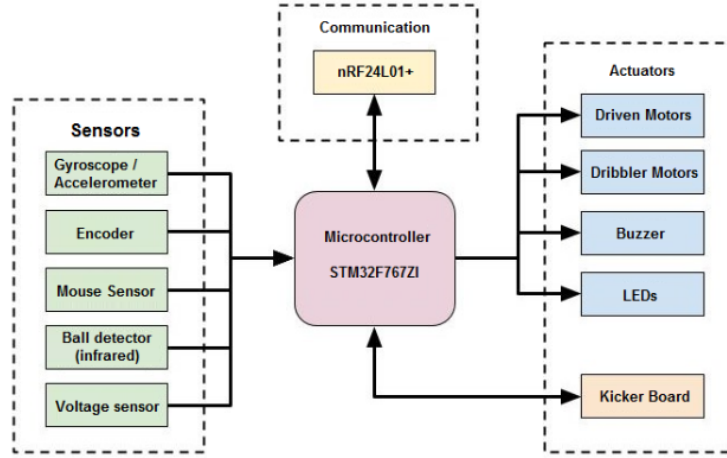 Communication
nRF24L01+
Sensors
Gyroscope /
Accelerometer
Encoder
Mouse Sensor
Ball detector
(infrared)
Voltage sensor
Microcontroller
STM32F767ZI
Actuators
Driven Motors
Dribbler Motors
Buzzer
LEDs
Kicker Board